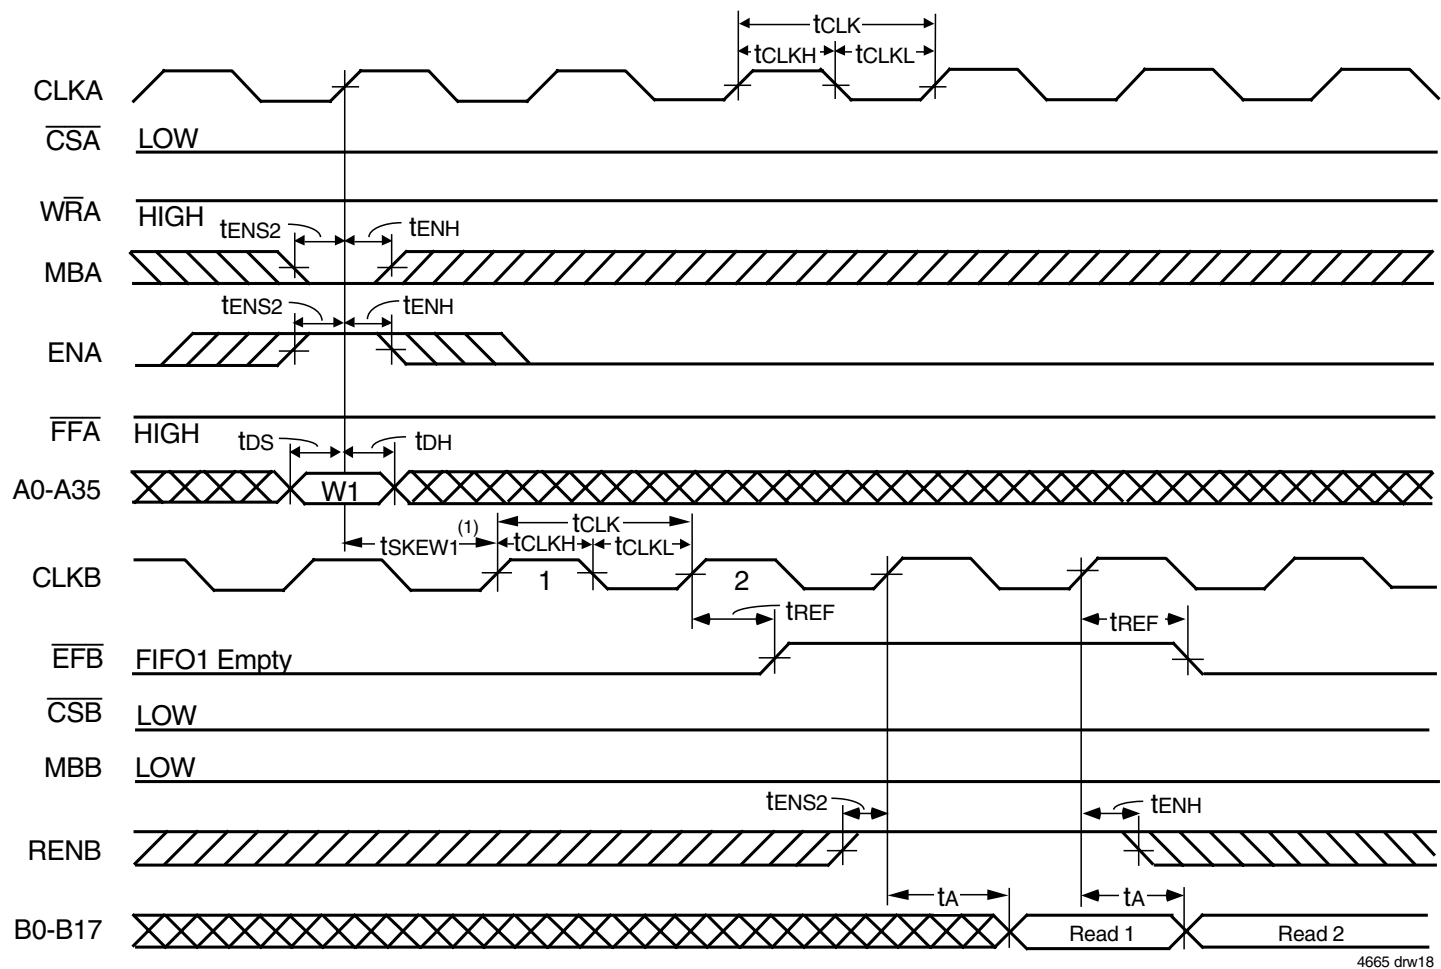 tCLK
tCLKH tCLKL
CLKA
CSA LOW
WRA HIGH
tENS2 tENH
MBA
tENS2 tENH
ENA
FFA HIGH
tDS tDH
A0-A35 W1
tSKEW1(1) tCLK
tCLKH tCLKL
CLKB 1 2
tREF tREF
EFB FIFO1 Empty
CSB LOW
MBB LOW
tENS2 tENH
RENB
tA tA
B0-B17 Read 1 Read 2
4665 drw18